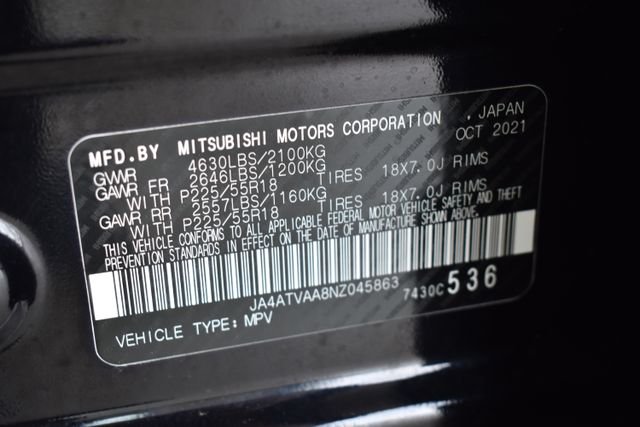 MFD.BY MITSUBISHI MOTORS CORPORATION, JAPAN
GVWR 4630LBS/2100KG OCT 2021
GAWR FR 2646LBS/1200KG
WITH P225/55R18 TIRES 18X7.0J RIMS
GAWR RR 2557LBS/1160KG
WITH P225/55R18 TIRES 18X7.0J RIMS
THIS VEHICLE CONFORMS TO ALL APPLICABLE FEDERAL MOTOR VEHICLE SAFETY AND THEFT
PREVENTION STANDARDS IN EFFECT ON THE DATE OF MANUFACTURE SHOWN ABOVE.
JA4ATVAA8NZ045863 7430C 536
VEHICLE TYPE: MPV